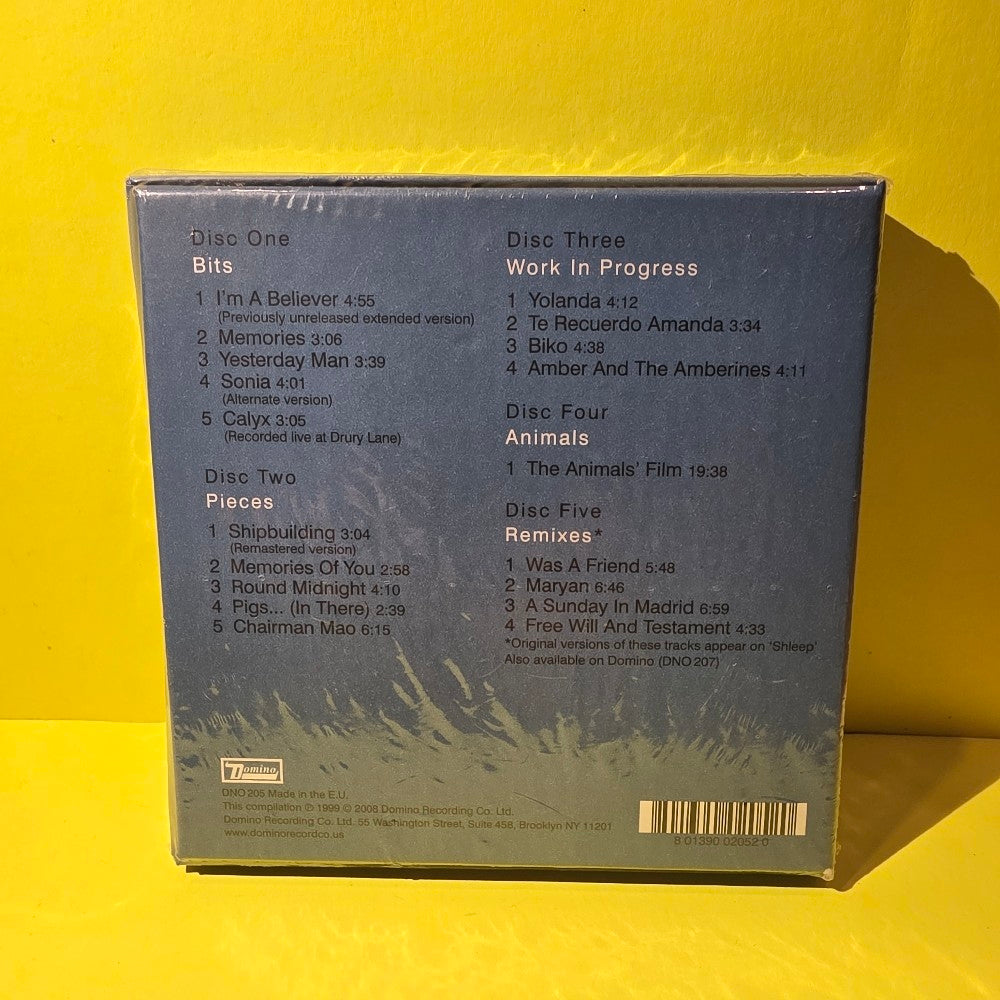 Disc One
Bits
1 I'm A Believer 4:55
(Previously unreleased extended version)
2 Memories 3:06
3 Yesterday Man 3:39
4 Sonia 4:01
(Alternate version)
5 Calyx 3:05
(Recorded live at Drury Lane)
Disc Two
Pieces
1 Shipbuilding 3:04
(Remastered version)
2 Memories Of You 2:58
3 Round Midnight 4:10
4 Pigs... (In There) 2:39
5 Chairman Mao 6:15
Disc Three
Work In Progress
1 Yolanda 4:12
2 Te Recuerdo Amanda 3:34
3 Biko 4:38
4 Amber And The Amberines 4:11
Disc Four
Animals
1 The Animals' Film 19:38
Disc Five
Remixes*
1 Was A Friend 5:48
2 Maryan 6:46
3 A Sunday In Madrid 6:59
4 Free Will And Testament 4:33
*Original versions of these tracks appear on 'Shleep'
Also available on Domino (DNO 207)
Domino
DNO 205 Made in the E.U.
This compilation ℗ 1999 © 2008 Domino Recording Co. Ltd.
Domino Recording Co. Ltd. 55 Washington Street, Suite 458, Brooklyn NY 11201
www.dominorecordco.us
8 01390 02052 0